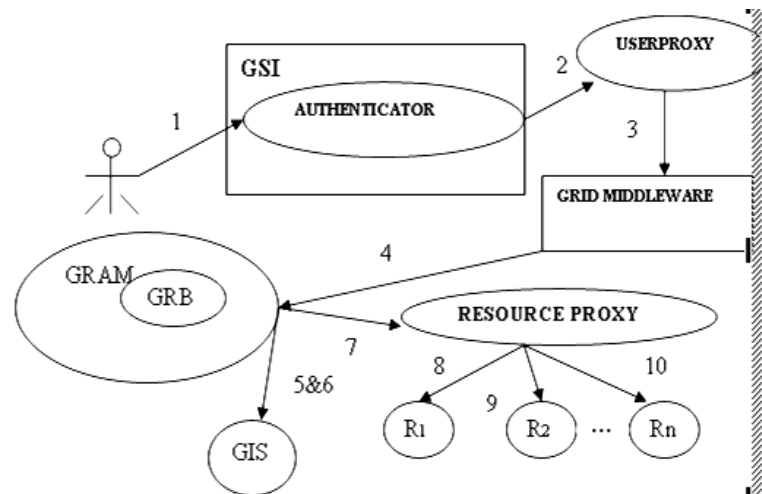 USERPROXY
GSI
2
AUTHENTICATOR
1
3
GRID MIDDLEWARE
4
GRAM
GRB
RESOURCE PROXY
7
8
10
5&6
9
R1
R2
...
Rn
GIS